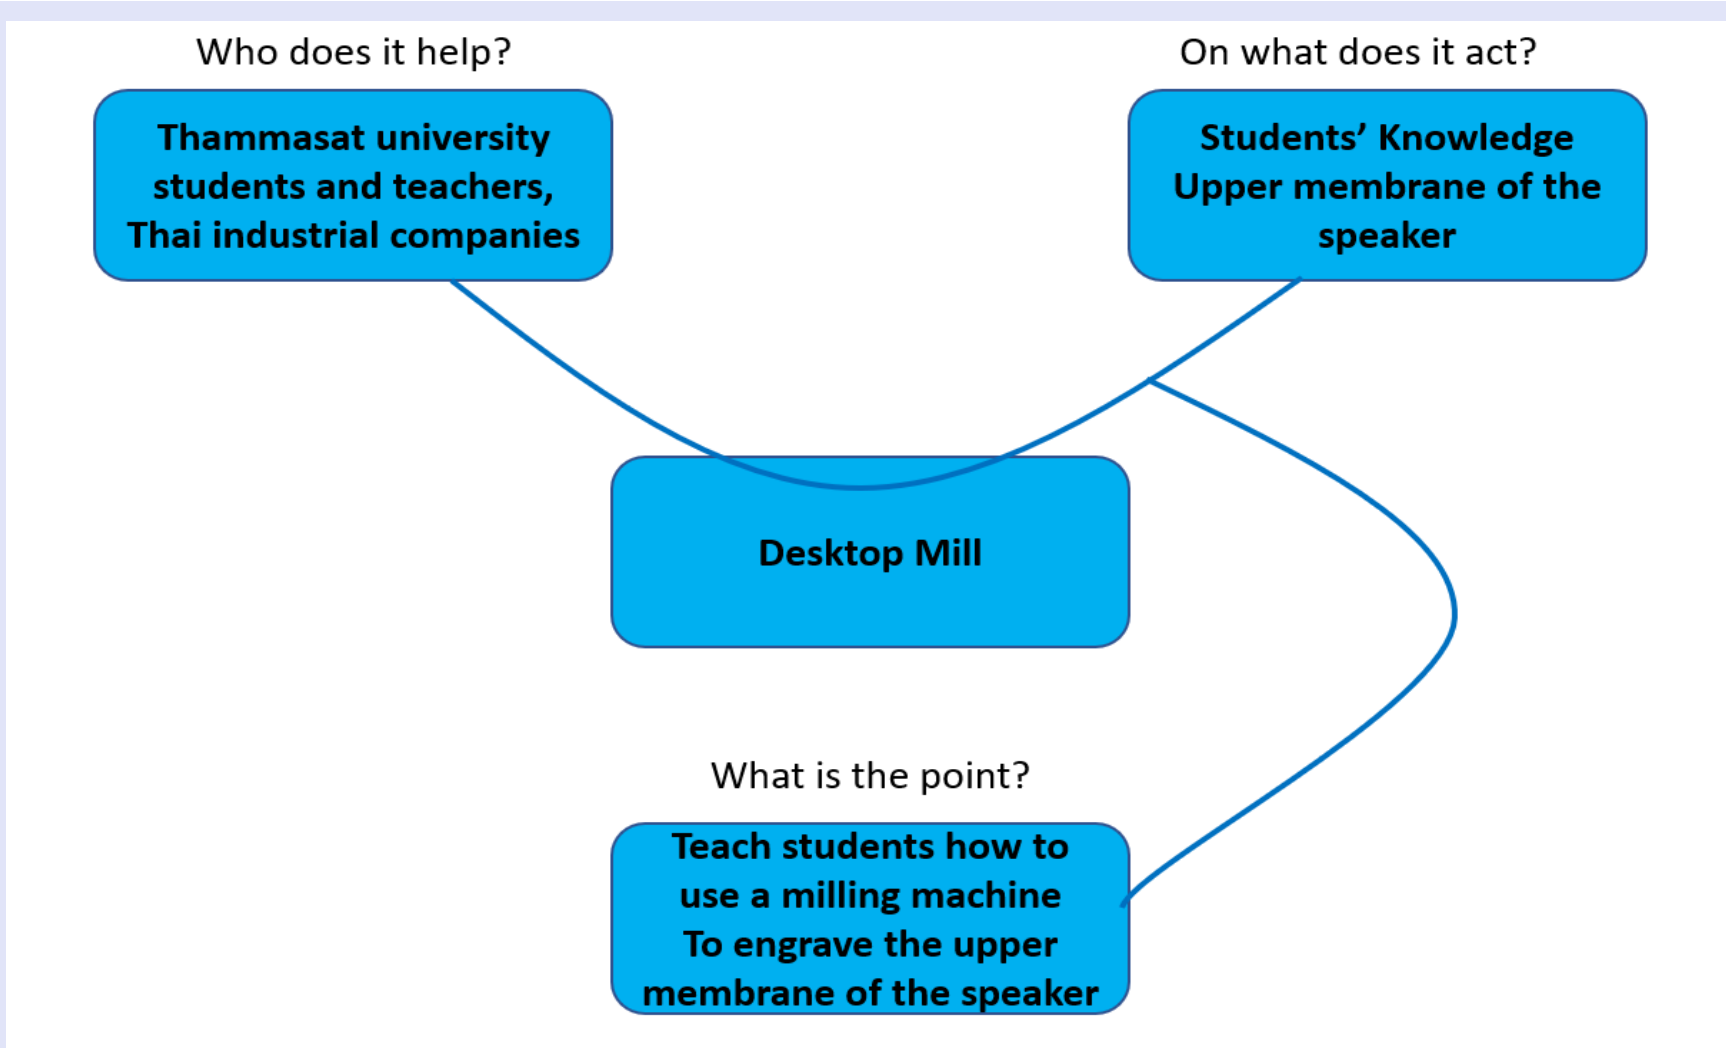 Who does it help?
Thammasat university
students and teachers,
Thai industrial companies
On what does it act?
Students’ Knowledge
Upper membrane of the
speaker
Desktop Mill
What is the point?
Teach students how to
use a milling machine
To engrave the upper
membrane of the speaker